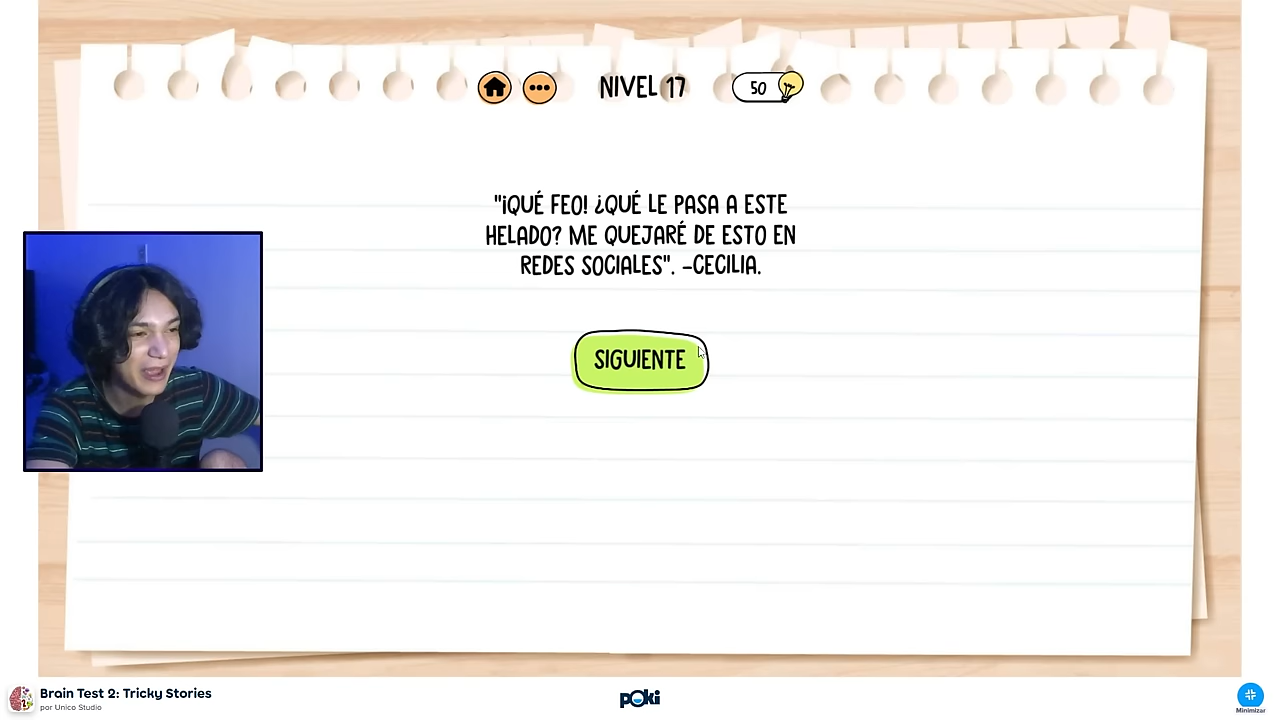 NIVEL 17
50
"¡QUÉ FEO! ¿QUÉ LE PASA A ESTE
HELADO? ME QUEJARÉ DE ESTO EN
REDES SOCIALES". -CECILIA.
SIGUIENTE
Brain Test 2: Tricky Stories
por Unico Studio
poki
Minimizar